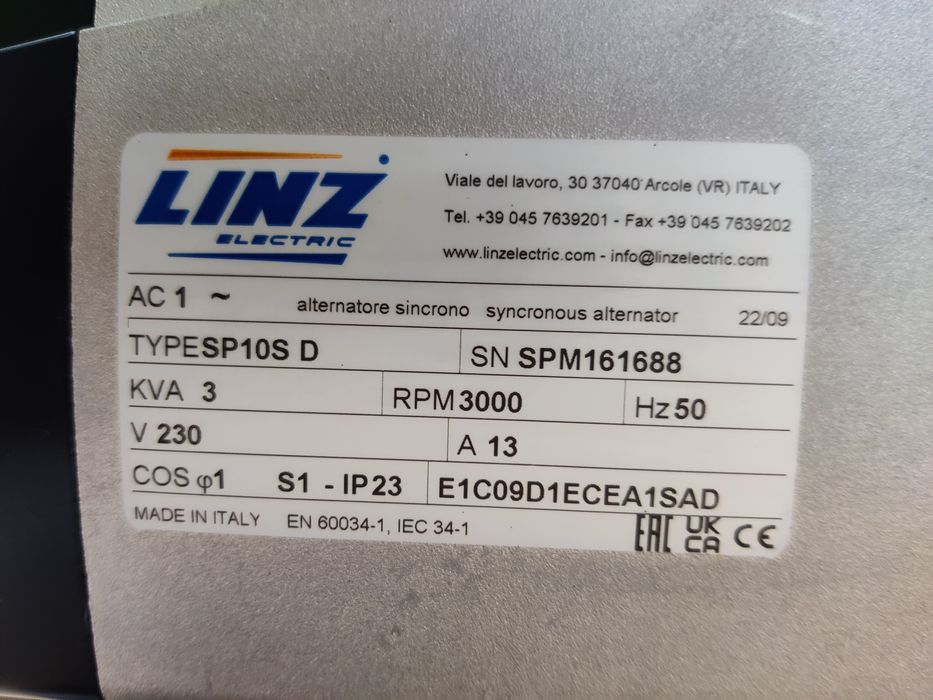 LINZ
ELECTRIC
Viale del lavoro, 30 37040 Arcole (VR) ITALY
Tel. +39 045 7639201 - Fax +39 045 7639202
www.linzelectric.com - info@linzelectric.com
AC 1 ~ alternatore sincrono syncronous alternator 22/09
TYPE SP10S D SN SPM161688
KVA 3 RPM 3000 Hz 50
V 230 A 13
COS φ1 S1 - IP23 E1C09D1ECEA1SAD
MADE IN ITALY EN 60034-1, IEC 34-1 EAC UK CA CE